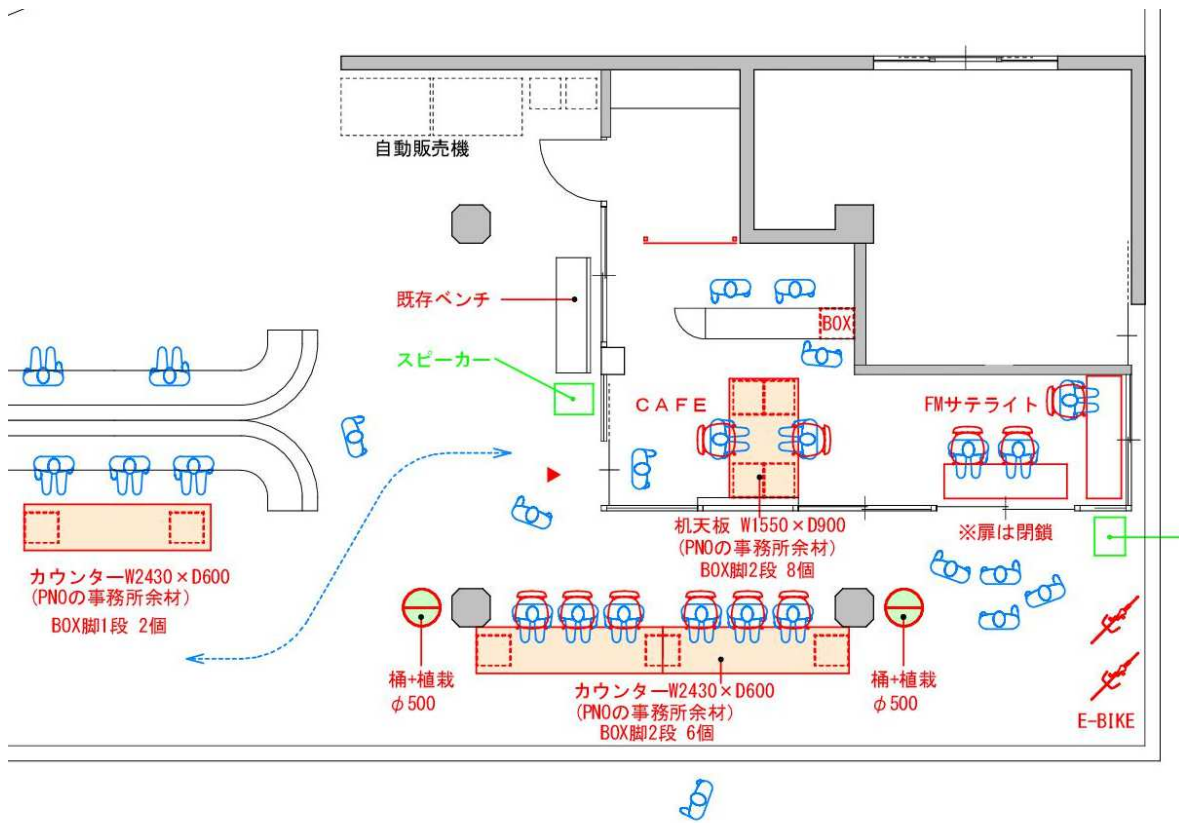 自動販売機
既存ベンチ
BOX
スピーカー
CAFE
FMサテライト
机天板 W1550×D900
(PNOの事務所余材)
BOX脚2段 8個
※扉は閉鎖
カウンターW2430×D600
(PNOの事務所余材)
BOX脚1段 2個
桶+植栽
φ500
カウンターW2430×D600
(PNOの事務所余材)
BOX脚2段 6個
桶+植栽
φ500
E-BIKE